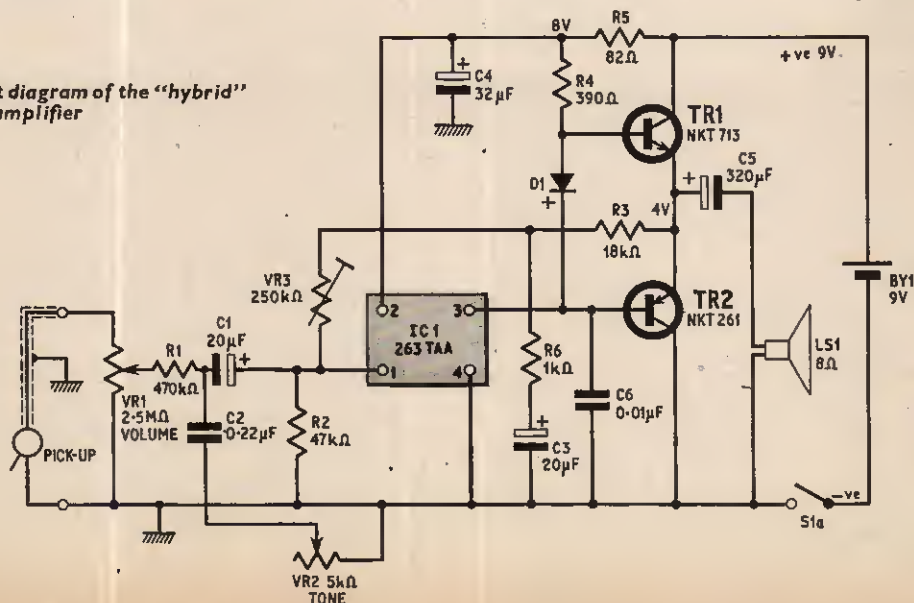 t diagram of the "hybrid"
amplifier
8V
R5
82Ω
+ve 9V.
+
C4
32µF
R4
390Ω
TR1
NKT 713
C5
320µF
+
D1
+
4V
R3
18kΩ
VR3
250kΩ
BY1
9V
TR2
NKT 261
2
3
IC1
263 TAA
1
4
C1
20µF
+
R1
470kΩ
VR1
2·5MΩ
VOLUME
C2
0·22µF
R2
47kΩ
R6
1kΩ
C6
0·01µF
LS1
8Ω
+
C3
20µF
PICK-UP
-ve
S1a
VR2 5kΩ
TONE